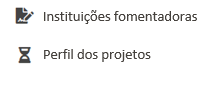 Instituições fomentadoras
Perfil dos projetos